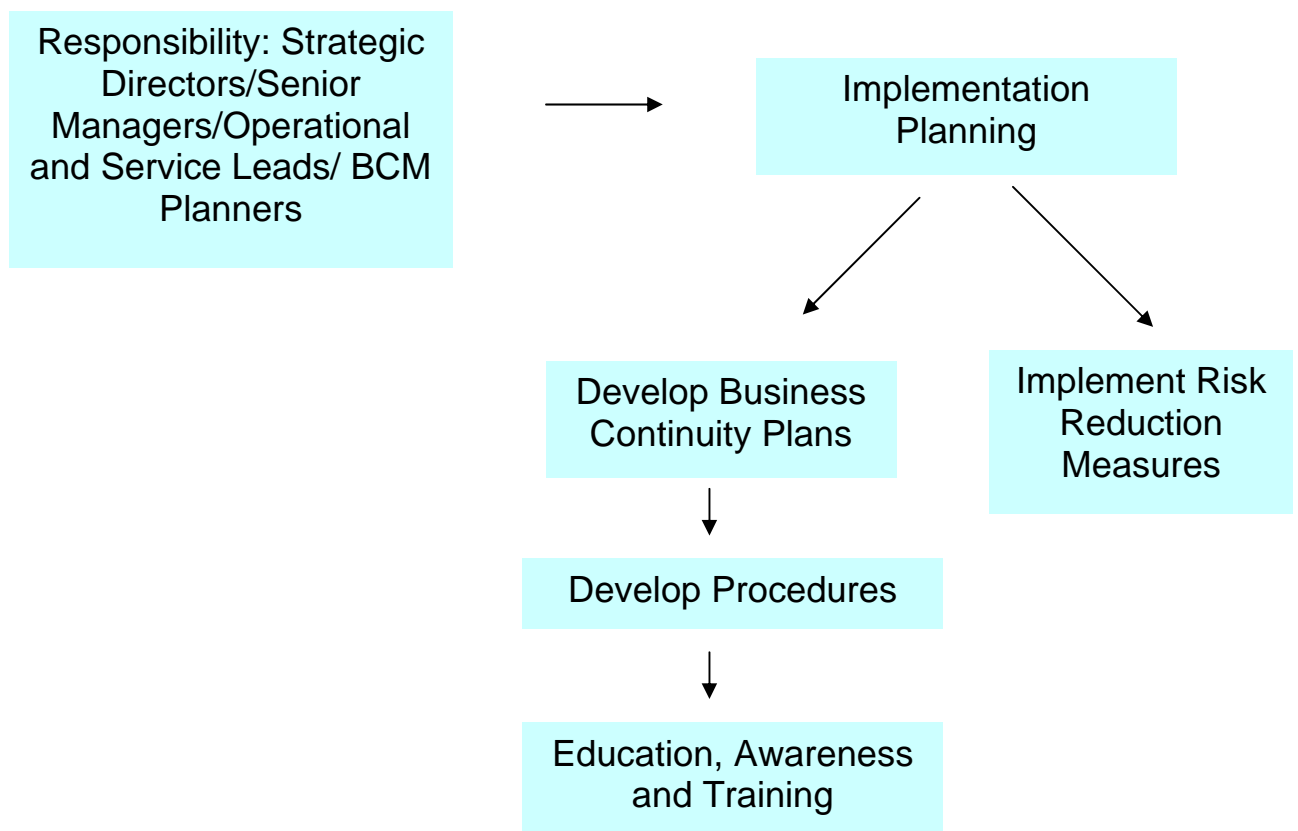 Responsibility: Strategic
Directors/Senior
Managers/Operational
and Service Leads/ BCM
Planners
Implementation
Planning
Develop Business
Continuity Plans
Implement Risk
Reduction
Measures
Develop Procedures
Education, Awareness
and Training